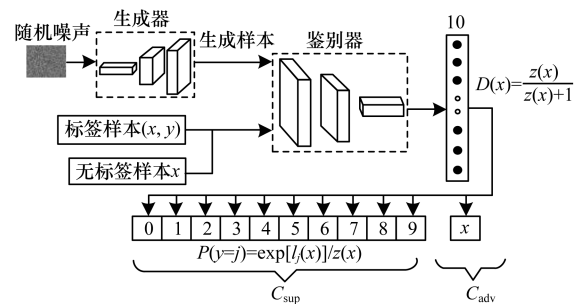 随机噪声
生成器
生成样本
鉴别器
10
D(x)=z(x)/z(x)+1
标签样本(x, y)
无标签样本x
0 1 2 3 4 5 6 7 8 9 x
P(y=j)=exp[lj(x)]/z(x)
Csup Cadv